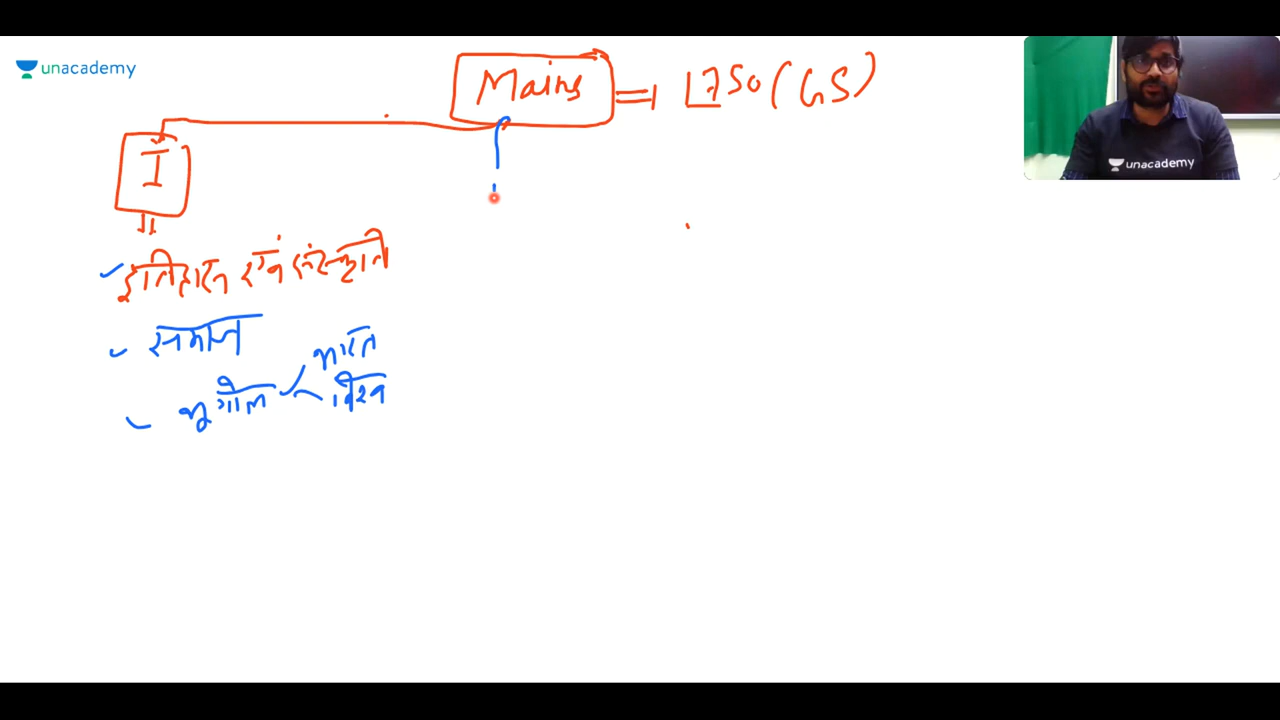 unacademy
Mains = 1750 (GS)
unacademy
I
इतिहास एवं संस्कृति
समाज
भूगोल
भारत
विश्व